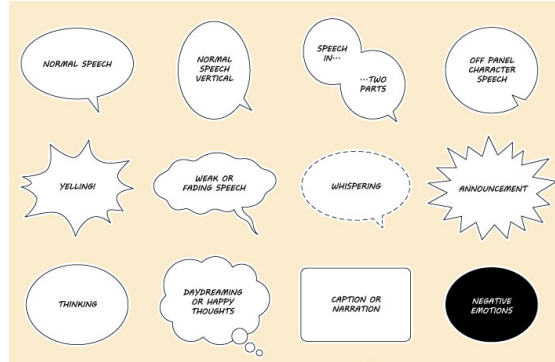 NORMAL SPEECH
NORMAL
SPEECH
VERTICAL
SPEECH
IN...
...TWO
PARTS
OFF PANEL
CHARACTER
SPEECH
YELLING!
WEAK OR
FADING SPEECH
WHISPERING
ANNOUNCEMENT
THINKING
DAYDREAMING
OR HAPPY
THOUGHTS
CAPTION OR
NARRATION
NEGATIVE
EMOTIONS